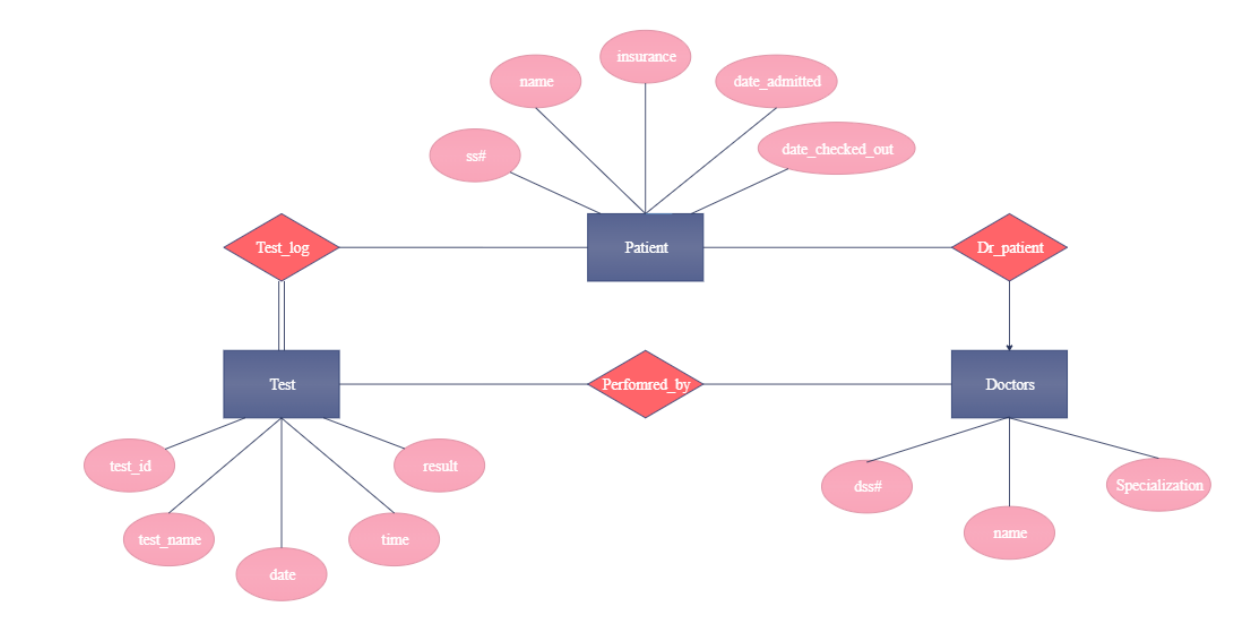 insurance
name
date_admitted
date_checked_out
ss#
Test_log
Patient
Dr_patient
Test
Perfomred_by
Doctors
test_id
result
dss#
Specialization
test_name
time
name
date